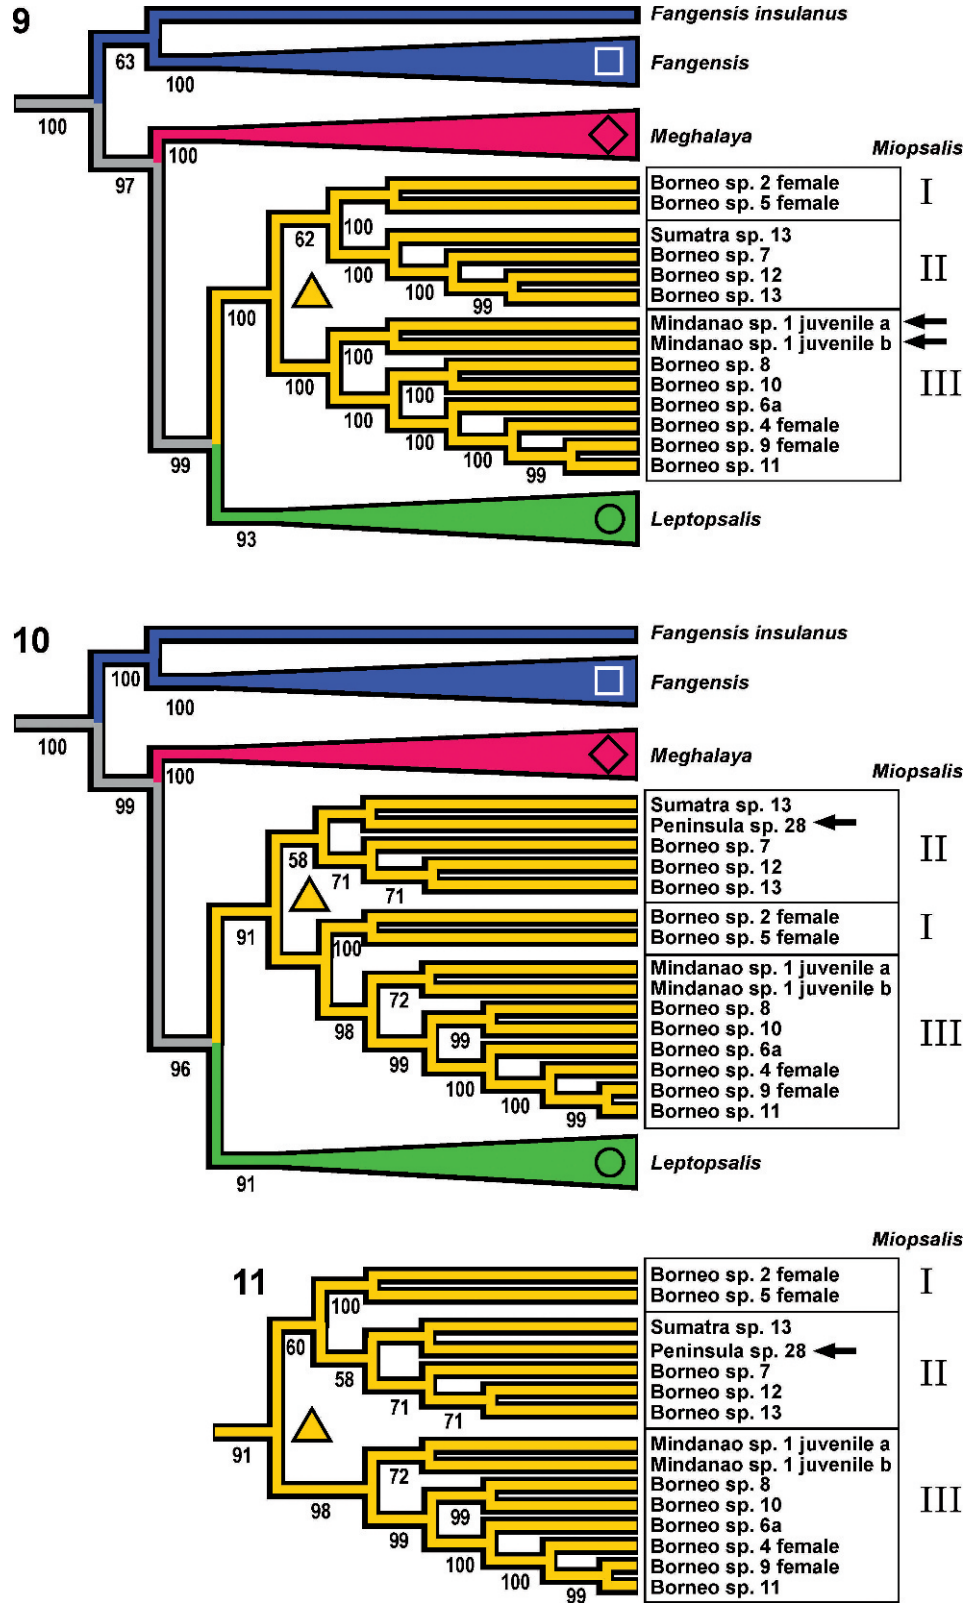 9
Fangensis insulanus
63
Fangensis
100
100
Meghalaya
100
Miopsalis
97
Borneo sp. 2 female
I
Borneo sp. 5 female
100
62
Sumatra sp. 13
Borneo sp. 7
II
100
Borneo sp. 12
100
Borneo sp. 13
99
100
Mindanao sp. 1 juvenile a
Mindanao sp. 1 juvenile b
100
Borneo sp. 8
Borneo sp. 10
III
100
100
Borneo sp. 6a
100
Borneo sp. 4 female
100
Borneo sp. 9 female
100
Borneo sp. 11
99
99
Leptopsalis
93
10
Fangensis insulanus
100
Fangensis
100
100
Meghalaya
100
Miopsalis
99
Sumatra sp. 13
Peninsula sp. 28
Borneo sp. 7
II
58
Borneo sp. 12
71
Borneo sp. 13
71
91
Borneo sp. 2 female
I
Borneo sp. 5 female
100
Mindanao sp. 1 juvenile a
Mindanao sp. 1 juvenile b
72
Borneo sp. 8
98
Borneo sp. 10
III
99
99
Borneo sp. 6a
96
Borneo sp. 4 female
100
Borneo sp. 9 female
100
Borneo sp. 11
99
Leptopsalis
91
Miopsalis
11
Borneo sp. 2 female
I
Borneo sp. 5 female
100
Sumatra sp. 13
60
Peninsula sp. 28
Borneo sp. 7
II
58
Borneo sp. 12
71
Borneo sp. 13
71
91
Mindanao sp. 1 juvenile a
Mindanao sp. 1 juvenile b
72
Borneo sp. 8
98
Borneo sp. 10
III
99
99
Borneo sp. 6a
Borneo sp. 4 female
100
Borneo sp. 9 female
100
Borneo sp. 11
99